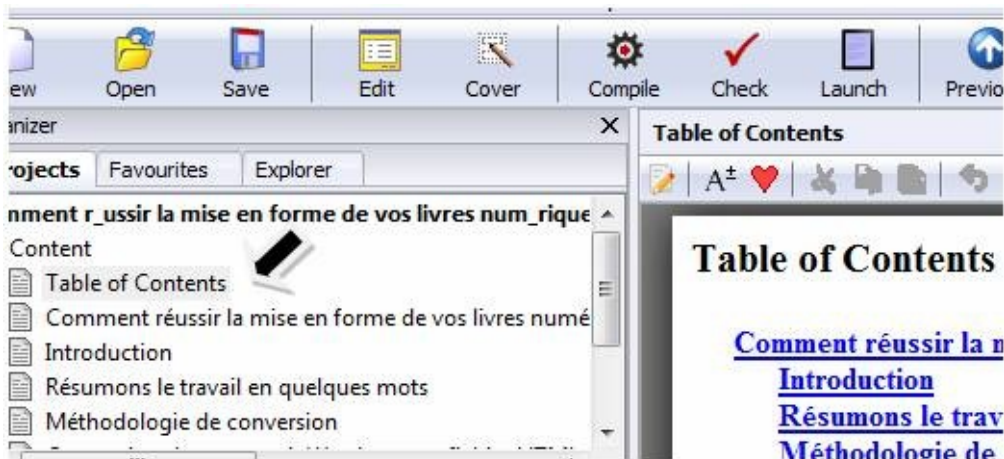 ew Open Save Edit Cover Compile Check Launch Previo
anizer
Table of Contents
rojects Favourites Explorer
A±
mment r_ussir la mise en forme de vos livres num_rique
Content
Table of Contents
Comment réussir la mise en forme de vos livres numé
Introduction
Résumons le travail en quelques mots
Méthodologie de conversion
Table of Contents
Comment réussir la m
Introduction
Résumons le trav
Méthodologie de